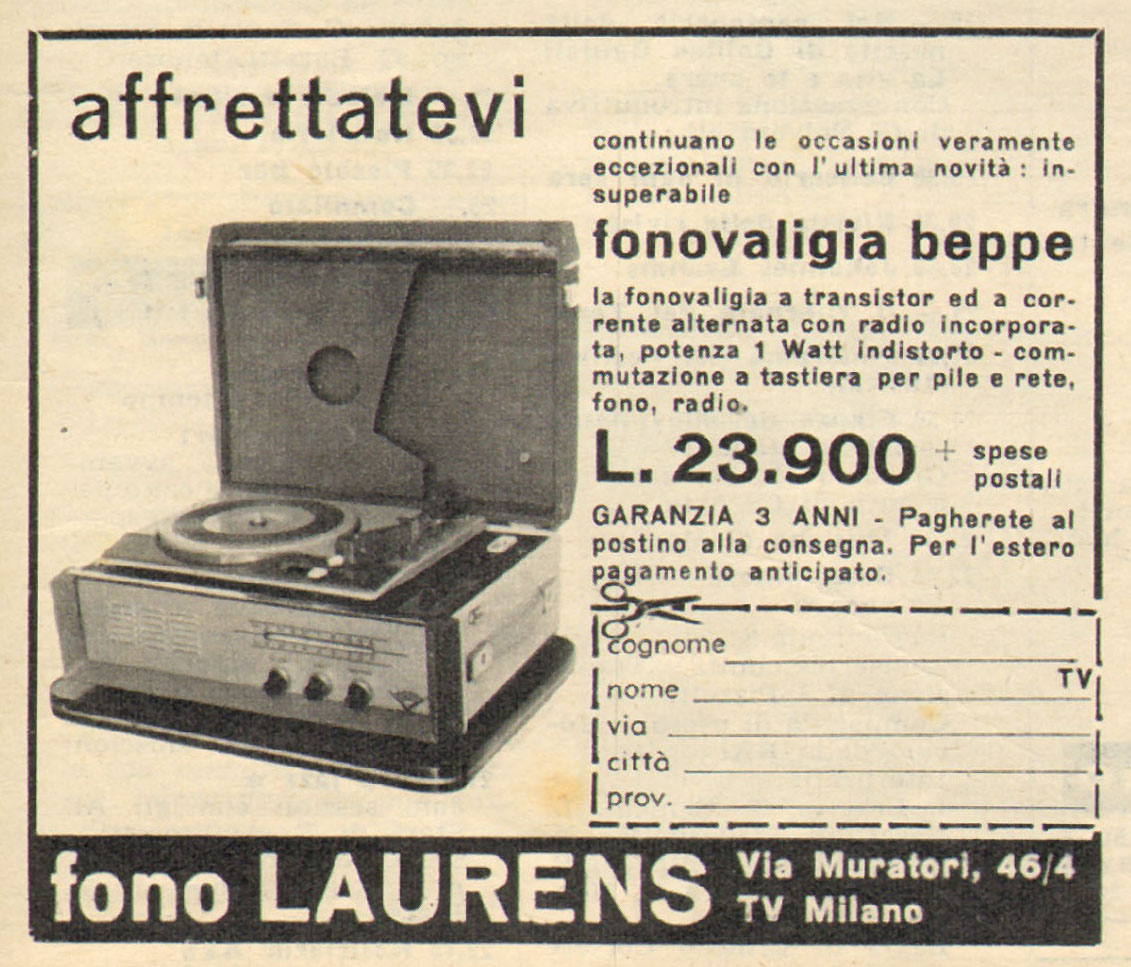 affrettatevi
continuano le occasioni veramente
eccezionali con l'ultima novità : in-
superabile
fonovaligia beppe
la fonovaligia a transistor ed a cor-
rente alternata con radio incorpora-
ta, potenza 1 Watt indistorto - com-
mutazione a tastiera per pile e rete,
fono, radio.
L. 23.900 + spese
postali
GARANZIA 3 ANNI - Pagherete al
postino alla consegna. Per l'estero
pagamento anticipato.
cognome
nome TV
via
città
prov.
fono LAURENS
Via Muratori, 46/4
TV Milano